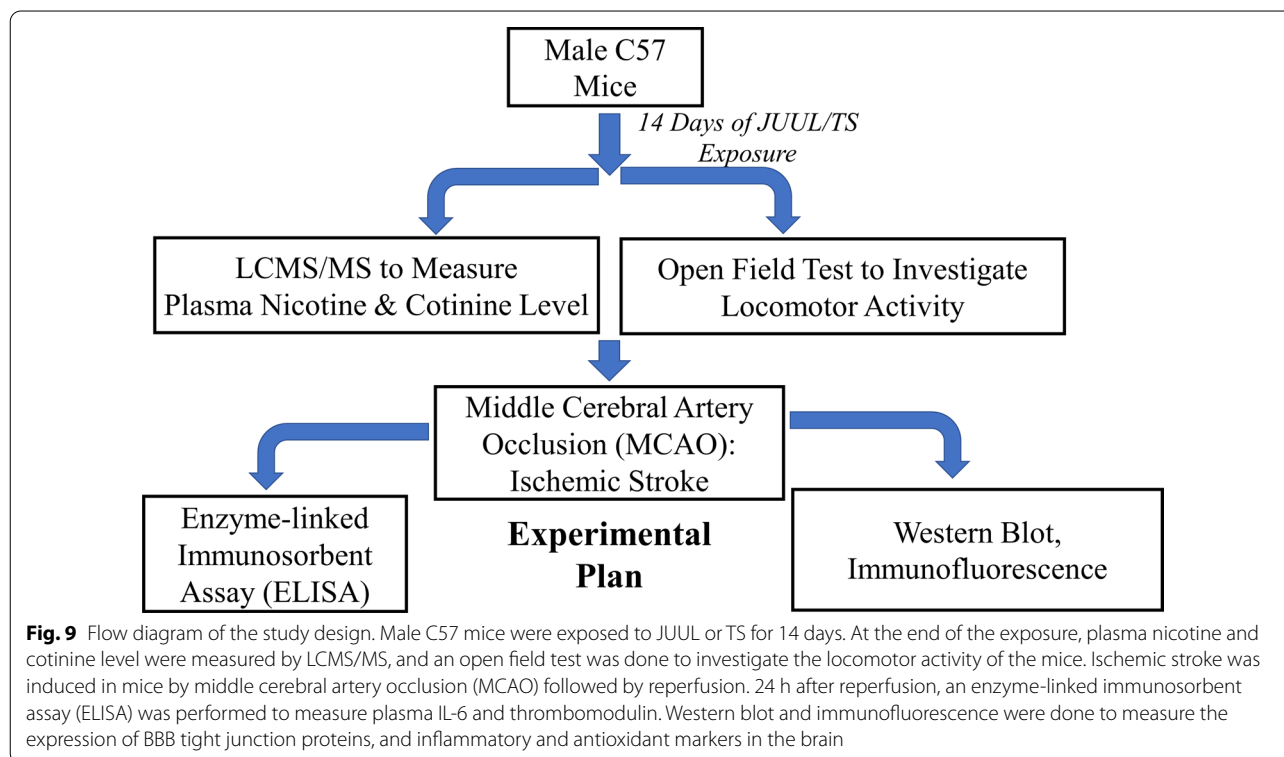 Male C57
Mice
14 Days of JUUL/TS
Exposure
LCMS/MS to Measure
Plasma Nicotine & Cotinine Level
Open Field Test to Investigate
Locomotor Activity
Middle Cerebral Artery
Occlusion (MCAO):
Ischemic Stroke
Enzyme-linked
Immunosorbent
Assay (ELISA)
Experimental
Plan
Western Blot,
Immunofluorescence
Fig. 9 Flow diagram of the study design. Male C57 mice were exposed to JUUL or TS for 14 days. At the end of the exposure, plasma nicotine and
cotinine level were measured by LCMS/MS, and an open field test was done to investigate the locomotor activity of the mice. Ischemic stroke was
induced in mice by middle cerebral artery occlusion (MCAO) followed by reperfusion. 24 h after reperfusion, an enzyme-linked immunosorbent
assay (ELISA) was performed to measure plasma IL-6 and thrombomodulin. Western blot and immunofluorescence were done to measure the
expression of BBB tight junction proteins, and inflammatory and antioxidant markers in the brain